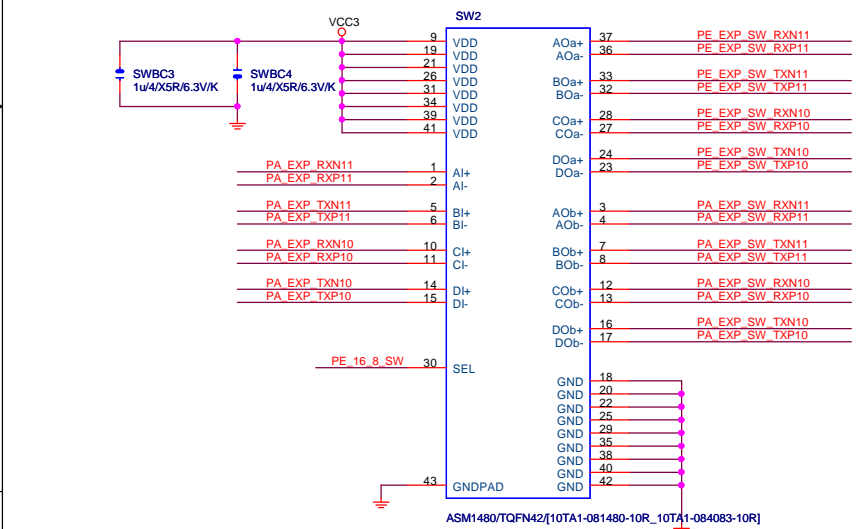 SW2
VCC3
SWBC3
1u/4/X5R/6.3V/K
SWBC4
1u/4/X5R/6.3V/K
9 VDD
19 VDD
21 VDD
26 VDD
31 VDD
34 VDD
39 VDD
41 VDD
PA_EXP_RXN11 1 AI+
PA_EXP_RXP11 2 AI-
PA_EXP_TXN11 5 BI+
PA_EXP_TXP11 6 BI-
PA_EXP_RXN10 10 CI+
PA_EXP_RXP10 11 CI-
PA_EXP_TXN10 14 DI+
PA_EXP_TXP10 15 DI-
PE_16_8_SW 30 SEL
43 GNDPAD
AOa+ 37 PE_EXP_SW_RXN11
AOa- 36 PE_EXP_SW_RXP11
BOa+ 33 PE_EXP_SW_TXN11
BOa- 32 PE_EXP_SW_TXP11
COa+ 28 PE_EXP_SW_RXN10
COa- 27 PE_EXP_SW_RXP10
DOa+ 24 PE_EXP_SW_TXN10
DOa- 23 PE_EXP_SW_TXP10
AOb+ 3 PA_EXP_SW_RXN11
AOb- 4 PA_EXP_SW_RXP11
BOb+ 7 PA_EXP_SW_TXN11
BOb- 8 PA_EXP_SW_TXP11
COb+ 12 PA_EXP_SW_RXN10
COb- 13 PA_EXP_SW_RXP10
DOb+ 16 PA_EXP_SW_TXN10
DOb- 17 PA_EXP_SW_TXP10
GND 18
GND 20
GND 22
GND 25
GND 29
GND 35
GND 38
GND 40
GND 42
ASM1480/TQFN42/[10TA1-081480-10R_10TA1-084083-10R]